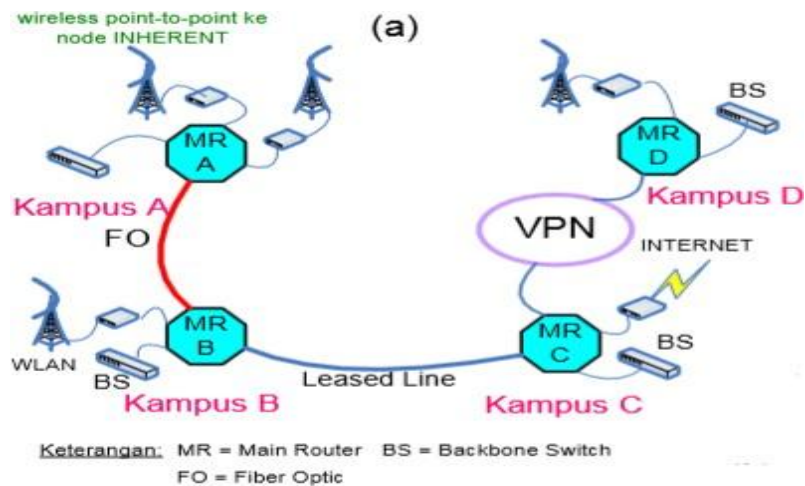 wireless point-to-point ke
node INHERENT
(a)
BS
MR
A
MR
D
Kampus A
Kampus D
FO
VPN
INTERNET
MR
B
MR
C
BS
WLAN
BS
Leased Line
Kampus B
Kampus C
Keterangan: MR = Main Router BS = Backbone Switch
FO = Fiber Optic